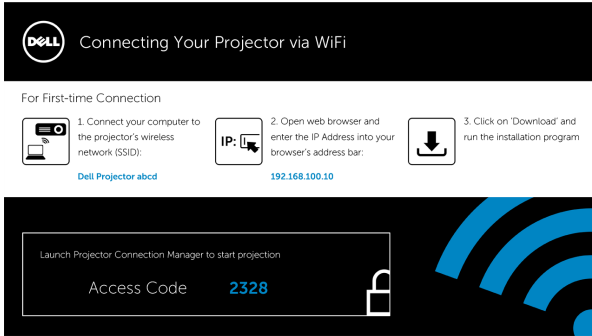 DELL
Connecting Your Projector via WiFi
For First-time Connection
1. Connect your computer to
the projector's wireless
network (SSID):
Dell Projector abcd
IP:
2. Open web browser and
enter the IP Address into your
browser's address bar:
192.168.100.10
3. Click on 'Download' and
run the installation program
Launch Projector Connection Manager to start projection
Access Code 2328